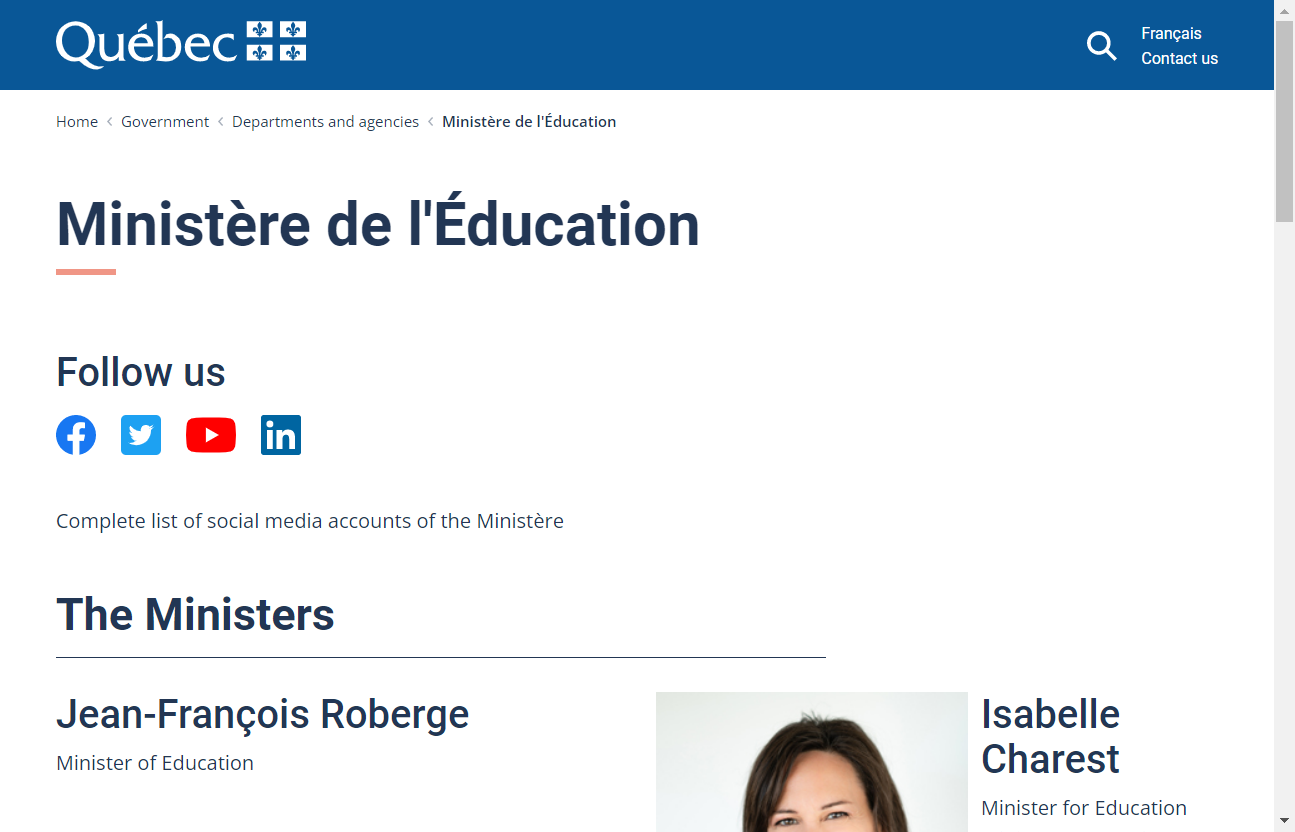 Québec
Français
Contact us
Home
Government
Departments and agencies
Ministère de l'Éducation
Ministère de l'Éducation
Follow us
Complete list of social media accounts of the Ministère
The Ministers
Jean-François Roberge
Minister of Education
Isabelle
Charest
Minister for Education